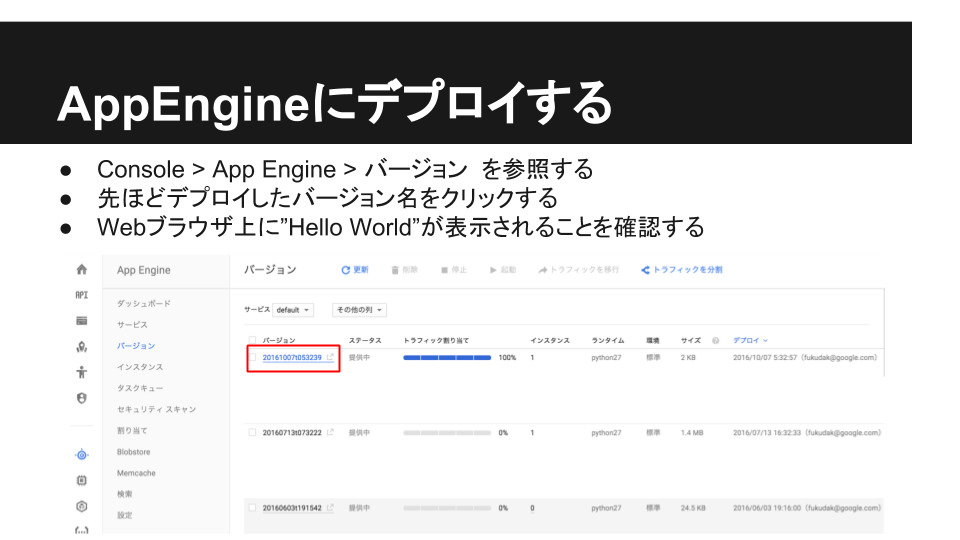 AppEngineにデプロイする
● Console > App Engine > バージョン を参照する
● 先ほどデプロイしたバージョン名をクリックする
● Webブラウザ上に”Hello World”が表示されることを確認する
App Engine
バージョン 更新 削除 停止 起動 トラフィックを移行 トラフィックを分割
API
ダッシュボード
サービス
バージョン
インスタンス
タスクキュー
セキュリティ スキャン
割り当て
Blobstore
Memcache
検索
設定
サービス default その他の列
バージョン ステータス トラフィック割り当て インスタンス ランタイム 環境 サイズ デプロイ
20161007t053239 提供中 100% 1 python27 標準 2 KB 2016/10/07 5:32:57（fukudak@google.com）
20160713t073222 提供中 0% 1 python27 標準 1.4 MB 2016/07/13 16:32:33（fukudak@google.com）
20160603t191542 提供中 0% 0 python27 標準 24.5 KB 2016/06/03 19:16:00（fukudak@google.com）